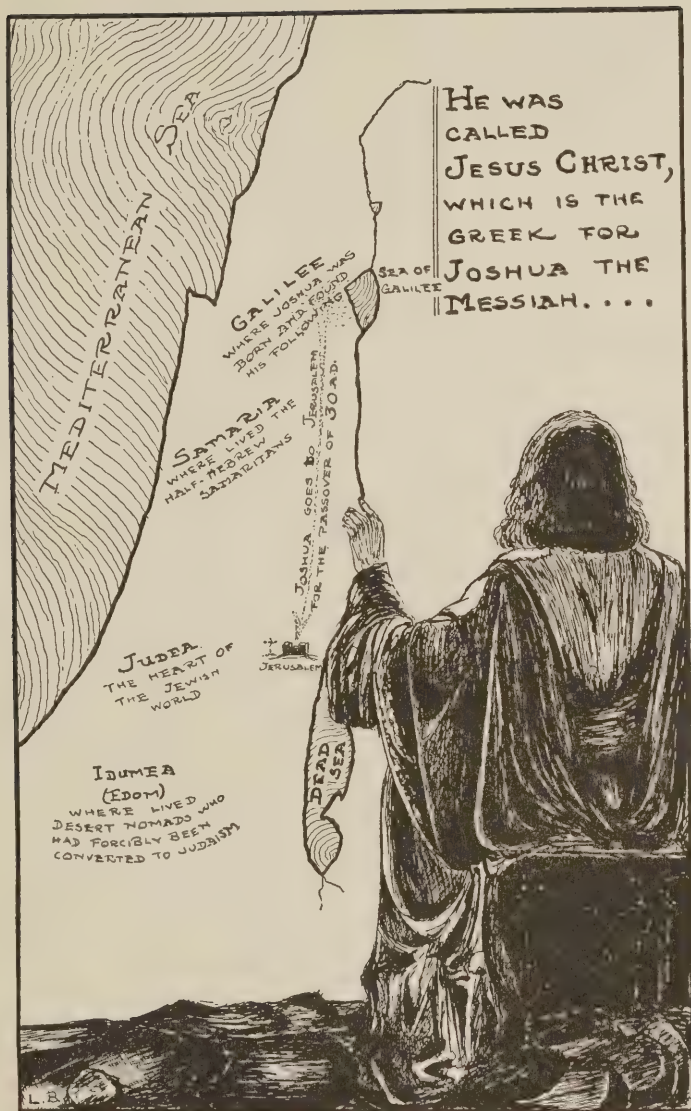 HE WAS
CALLED
JESUS CHRIST,
WHICH IS THE
GREEK FOR
JOSHUA THE
MESSIAH....
MEDITERRANEAN SEA
GALILEE
WHERE JOSHUA WAS
BORN AND FOUND
HIS FOLLOWING
SEA OF
GALILEE
SAMARIA
WHERE LIVED THE
HALF-HEBREW
SAMARITANS
JOSHUA GOES TO JERUSALEM
FOR THE PASSOVER OF 30 A.D.
JUDEA
THE HEART OF
THE JEWISH
WORLD
JERUSALEM
DEAD
SEA
IDUMEA
(EDOM)
WHERE LIVED
DESERT NOMADS WHO
HAD FORCIBLY BEEN
CONVERTED TO JUDAISM
L.B.